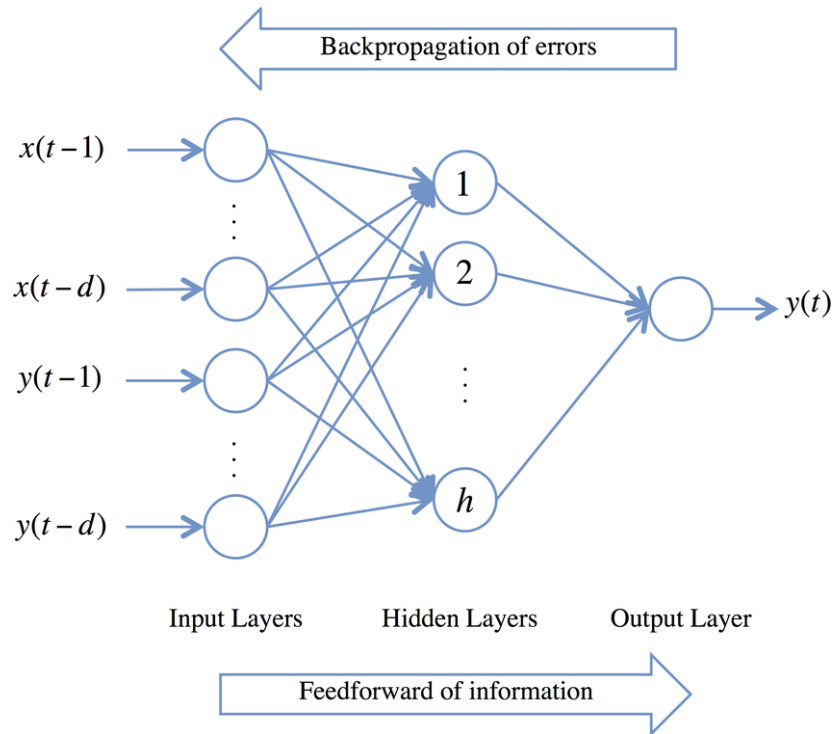 Backpropagation of errors
x(t−1)
1
x(t−d)
2
y(t−1)
y(t)
y(t−d)
h
Input Layers
Hidden Layers
Output Layer
Feedforward of information